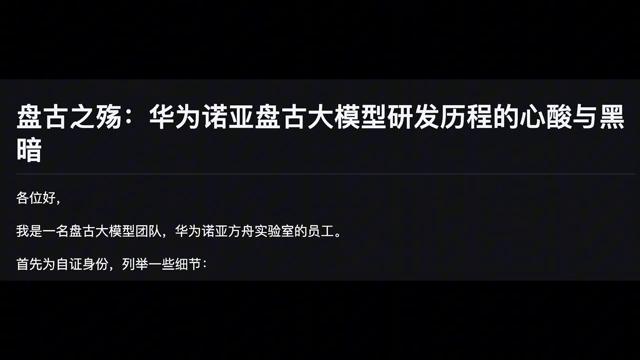 盘古之殇：华为诺亚盘古大模型研发历程的心酸与黑
暗
各位好，
我是一名盘古大模型团队，华为诺亚方舟实验室的员工。
首先为自证身份，列举一些细节：